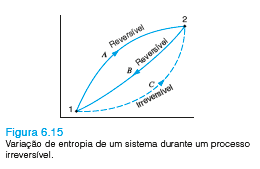 2
Reversível
A
Reversível
B
C
Irreversível
1
Figura 6.15
Variação de entropia de um sistema durante um processo
irreversível.